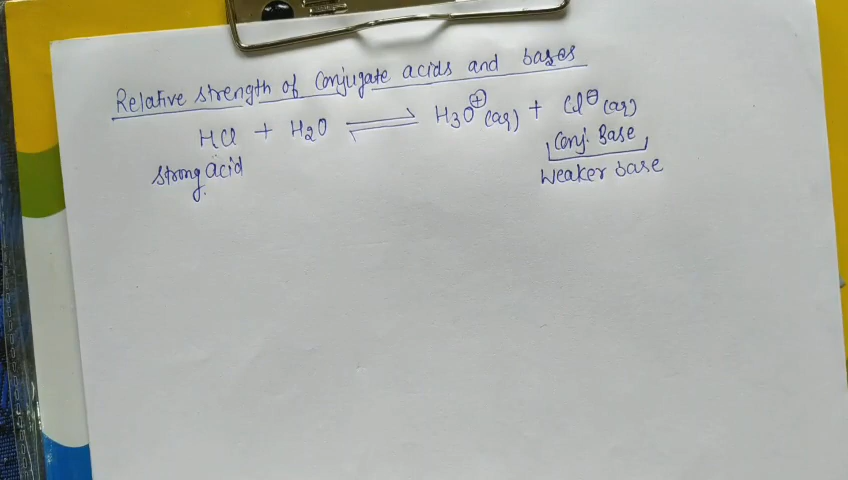 Relative strength of Conjugate acids and bases
HCl + H2O ⇌ H3O⊕(aq) + Cl⊖(aq)
Strong acid
Conj. Base
Weaker base